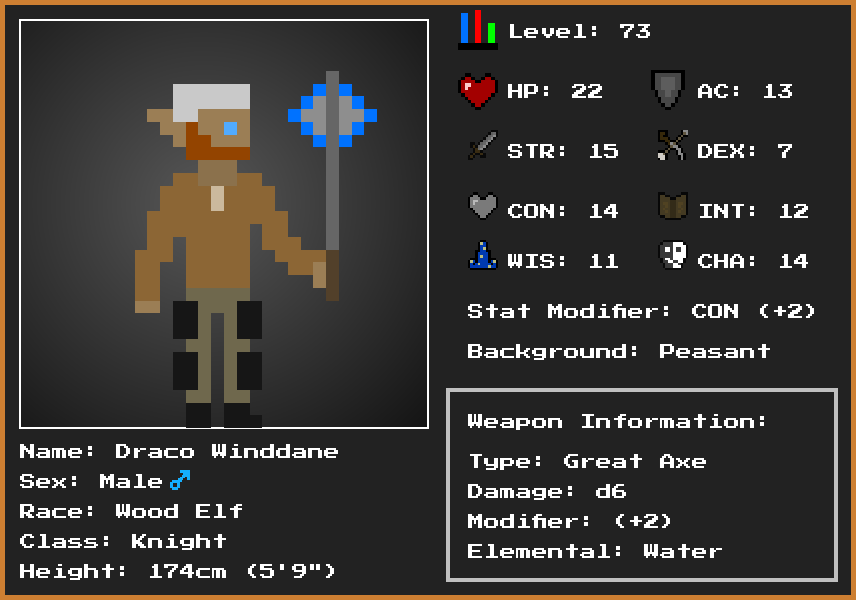 Level: 73
HP: 22 AC: 13
STR: 15 DEX: 7
CON: 14 INT: 12
WIS: 11 CHA: 14
Stat Modifier: CON (+2)
Background: Peasant
Weapon Information:
Type: Great Axe
Damage: d6
Modifier: (+2)
Elemental: Water
Name: Draco Winddane
Sex: Male♂
Race: Wood Elf
Class: Knight
Height: 174cm (5'9")